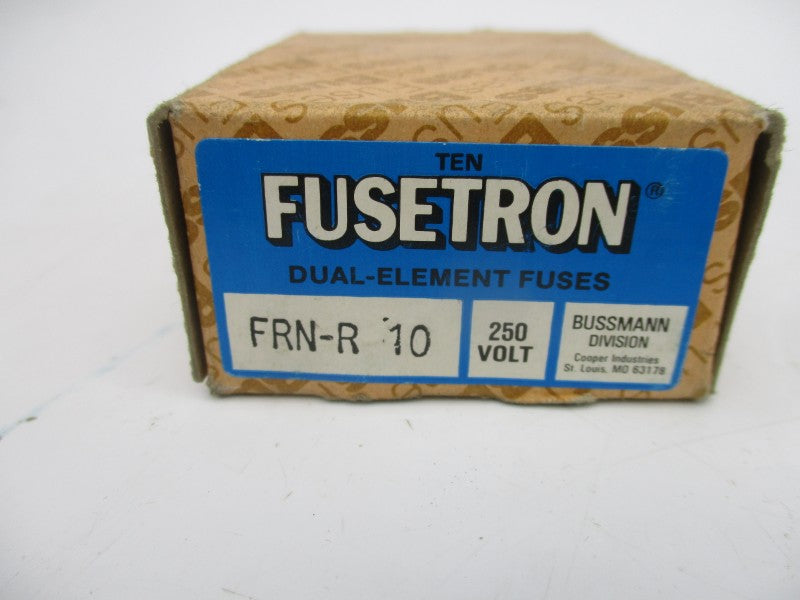 TEN
FUSETRON®
DUAL-ELEMENT FUSES
FRN-R 10
250
VOLT
BUSSMANN
DIVISION
Cooper Industries
St. Louis, MO 63178